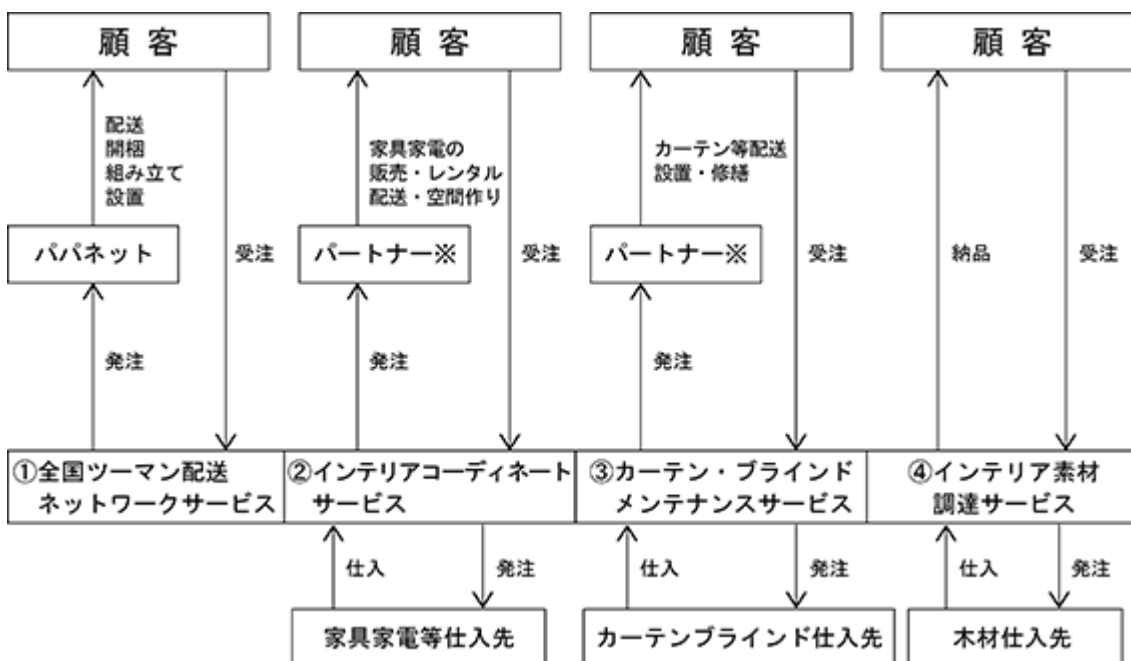 顧客
顧客
顧客
顧客
配送
開梱
組み立て
設置
家具家電の
販売・レンタル
配送・空間作り
カーテン等配送
設置・修繕
パパネット
受注
パートナー※
受注
パートナー※
受注
納品
受注
発注
発注
発注
①全国ツーマン配送
ネットワークサービス
②インテリアコーディネート
サービス
③カーテン・ブラインド
メンテナンスサービス
④インテリア素材
調達サービス
仕入
発注
仕入
発注
仕入
発注
家具家電等仕入先
カーテンブラインド仕入先
木材仕入先